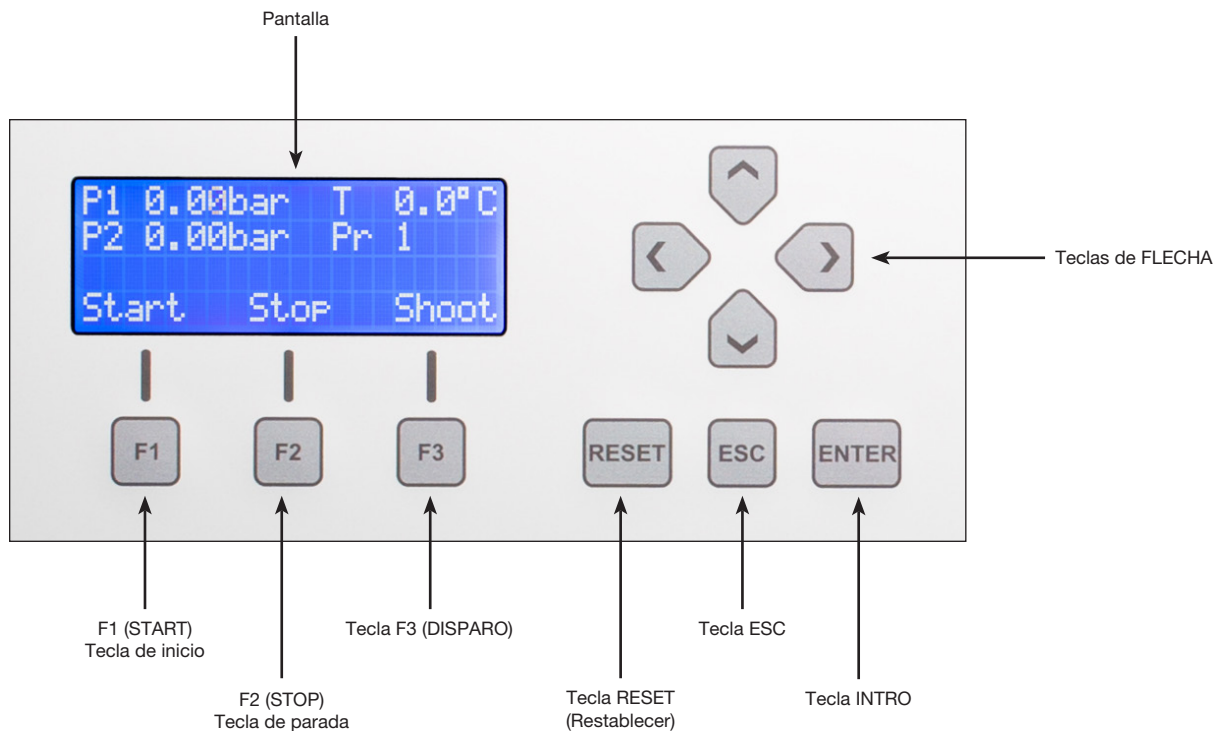 Pantalla
P1 0.00bar T 0.0°C
P2 0.00bar Pr 1
Start Stop Shoot
Teclas de FLECHA
F1 F2 F3 RESET ESC ENTER
F1 (START)
Tecla de inicio
Tecla F3 (DISPARO)
Tecla ESC
F2 (STOP)
Tecla de parada
Tecla RESET
(Restablecer)
Tecla INTRO